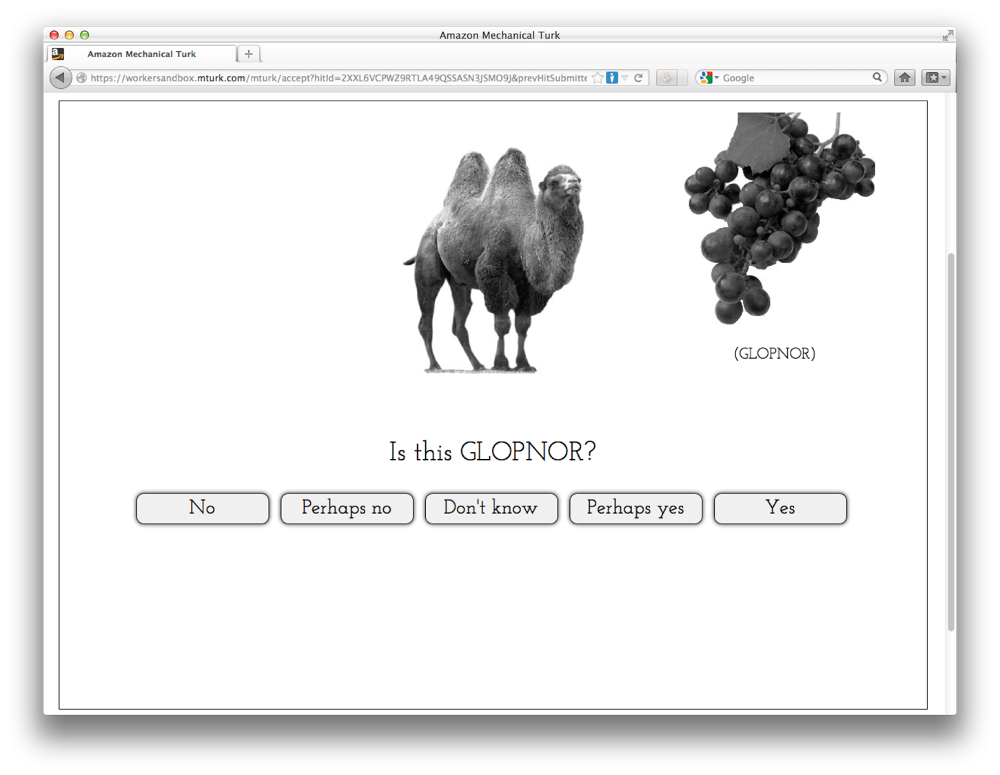 Amazon Mechanical Turk
Amazon Mechanical Turk
https://workersandbox.mturk.com/mturk/accept?hitId=2XXL6VCPWZ9RTLA49QSSASN3JSMO9J&prevHitSubmitte
Google
(GLOPNOR)
Is this GLOPNOR?
No
Perhaps no
Don't know
Perhaps yes
Yes